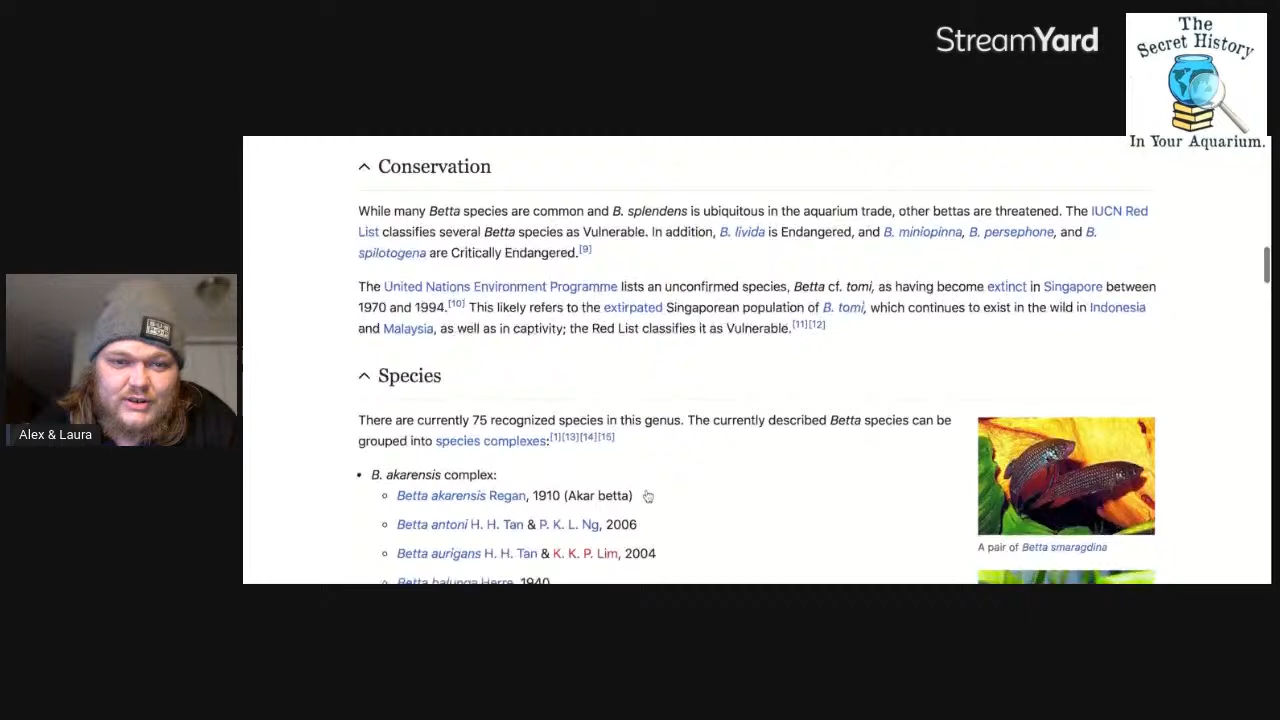 StreamYard
The
Secret History
In Your Aquarium.
Conservation
While many Betta species are common and B. splendens is ubiquitous in the aquarium trade, other bettas are threatened. The IUCN Red
List classifies several Betta species as Vulnerable. In addition, B. livida is Endangered, and B. miniopinna, B. persephone, and B.
spilotogena are Critically Endangered.[9]
The United Nations Environment Programme lists an unconfirmed species, Betta cf. tomi, as having become extinct in Singapore between
1970 and 1994.[10] This likely refers to the extirpated Singaporean population of B. tomi, which continues to exist in the wild in Indonesia
and Malaysia, as well as in captivity; the Red List classifies it as Vulnerable.[11][12]
Species
There are currently 75 recognized species in this genus. The currently described Betta species can be
grouped into species complexes:[1][13][14][15]
• B. akarensis complex:
Betta akarensis Regan, 1910 (Akar betta)
Betta antoni H. H. Tan & P. K. L. Ng, 2006
Betta aurigans H. H. Tan & K. K. P. Lim, 2004
Betta balunga Herre, 1940
A pair of Betta smaragdina
Alex & Laura